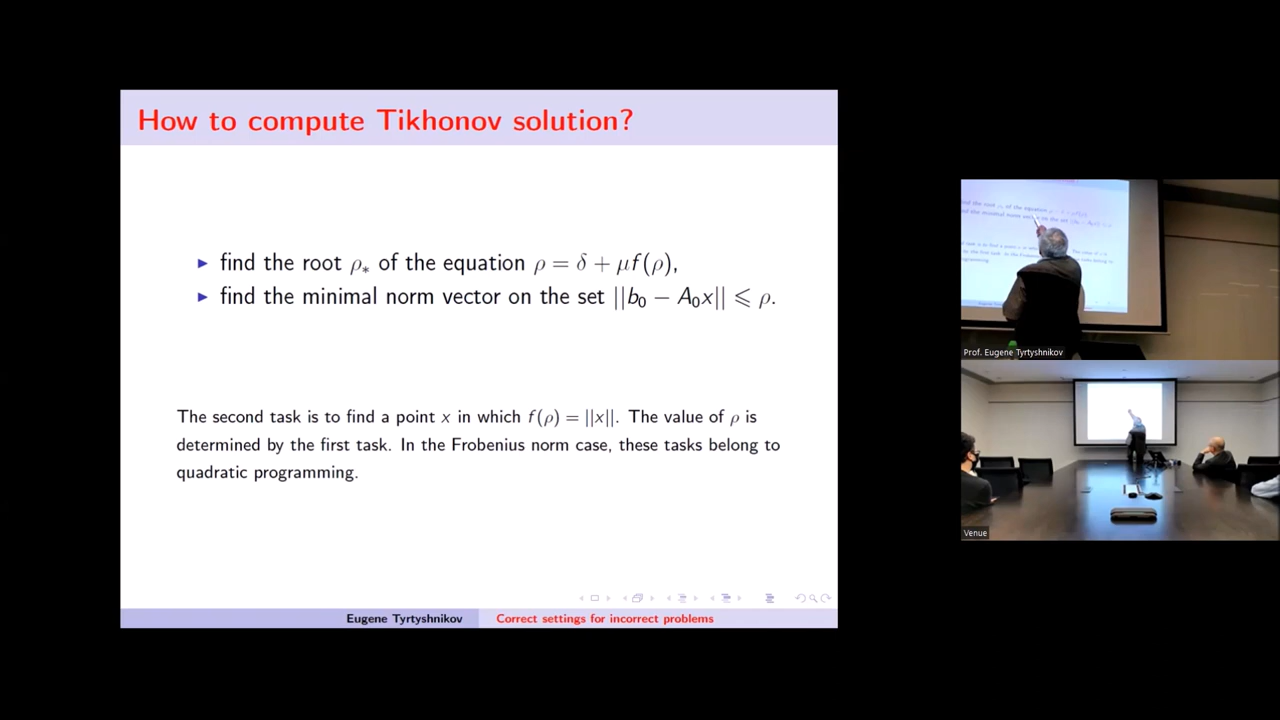 How to compute Tikhonov solution?
▶ find the root ρ∗ of the equation ρ = δ + μf(ρ),
▶ find the minimal norm vector on the set ||b₀ − A₀x|| ⩽ ρ.
The second task is to find a point x in which f(ρ) = ||x||. The value of ρ is
determined by the first task. In the Frobenius norm case, these tasks belong to
quadratic programming.
Eugene Tyrtyshnikov
Correct settings for incorrect problems
Prof. Eugene Tyrtyshnikov
Venue